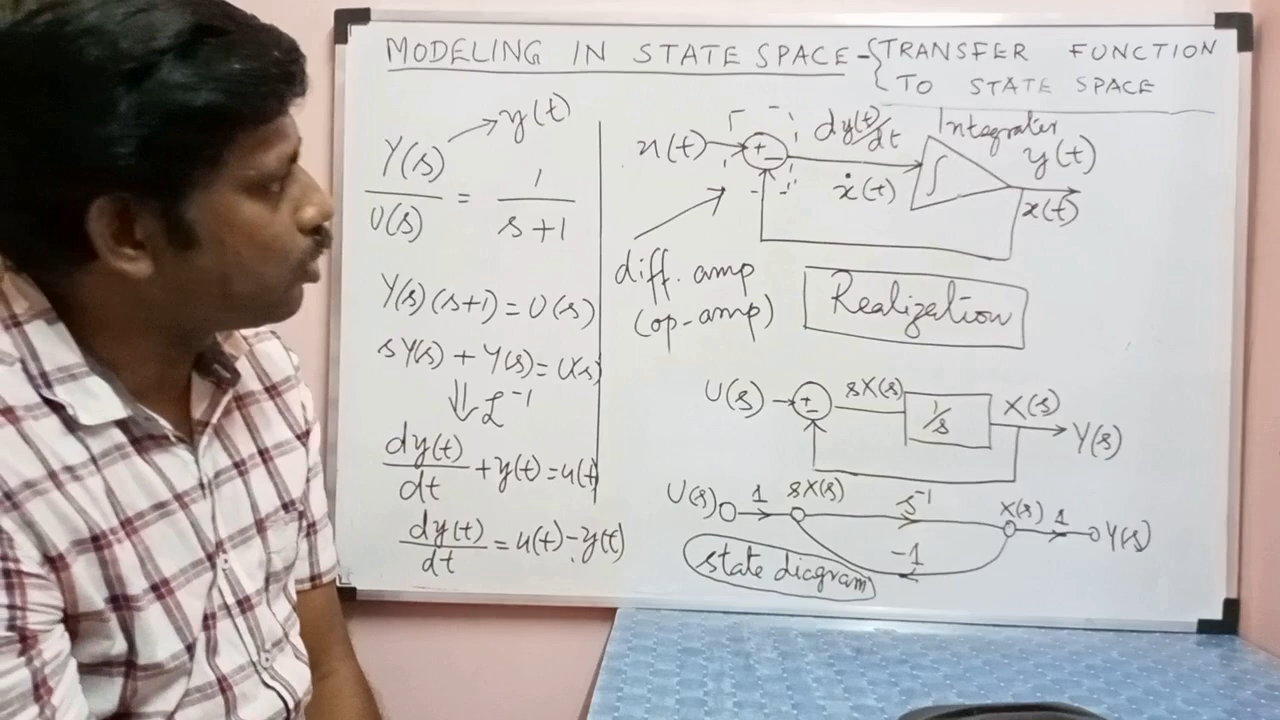 MODELING IN STATE SPACE - { TRANSFER FUNCTION
TO STATE SPACE
y(t)
Y(s)/U(s) = 1/s+1
Y(s)(s+1) = U(s)
sY(s) + Y(s) = U(s)
⇓ ℒ⁻¹
dy(t)/dt + y(t) = u(t)
dy(t)/dt = u(t) - y(t)
u(t)
+
−
dy(t)/dt
ẋ(t)
Integrater
∫
y(t)
x(t)
diff. amp
(op-amp)
Realization
U(s)
+
−
sX(s)
1/s
X(s)
Y(s)
U(s) 1 sX(s) s⁻¹ X(s) 1 Y(s)
-1
state diagram